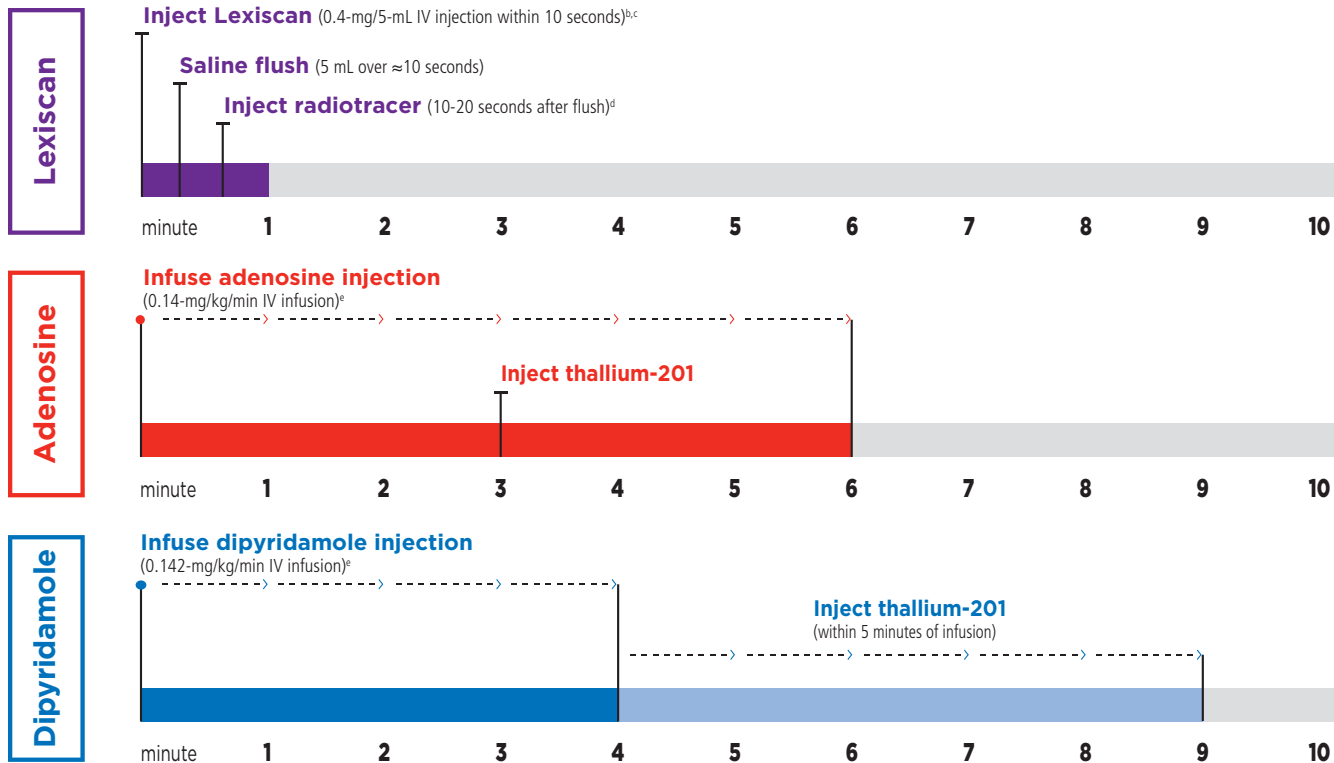 Lexiscan
Inject Lexiscan (0.4-mg/5-mL IV injection within 10 seconds)b,c
Saline flush (5 mL over ≈10 seconds)
Inject radiotracer (10-20 seconds after flush)d
minute 1 2 3 4 5 6 7 8 9 10
Adenosine
Infuse adenosine injection
(0.14-mg/kg/min IV infusion)e
Inject thallium-201
minute 1 2 3 4 5 6 7 8 9 10
Dipyridamole
Infuse dipyridamole injection
(0.142-mg/kg/min IV infusion)e
Inject thallium-201
(within 5 minutes of infusion)
minute 1 2 3 4 5 6 7 8 9 10